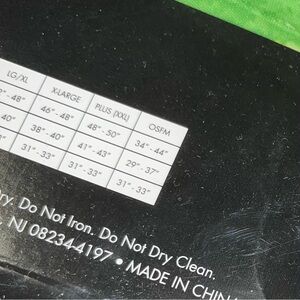 LG/XL X-LARGE PLUS (XXL) OSFM
- 48" 46" - 48" 48" - 50" 34" - 44"
40" 38" - 40" 41" - 43" 29" - 37"
- 33" 31" - 33" 31" - 33" 31" - 33"
Do Not Iron. Do Not Dry Clean.
NJ 08234-4197 • MADE IN CHIN